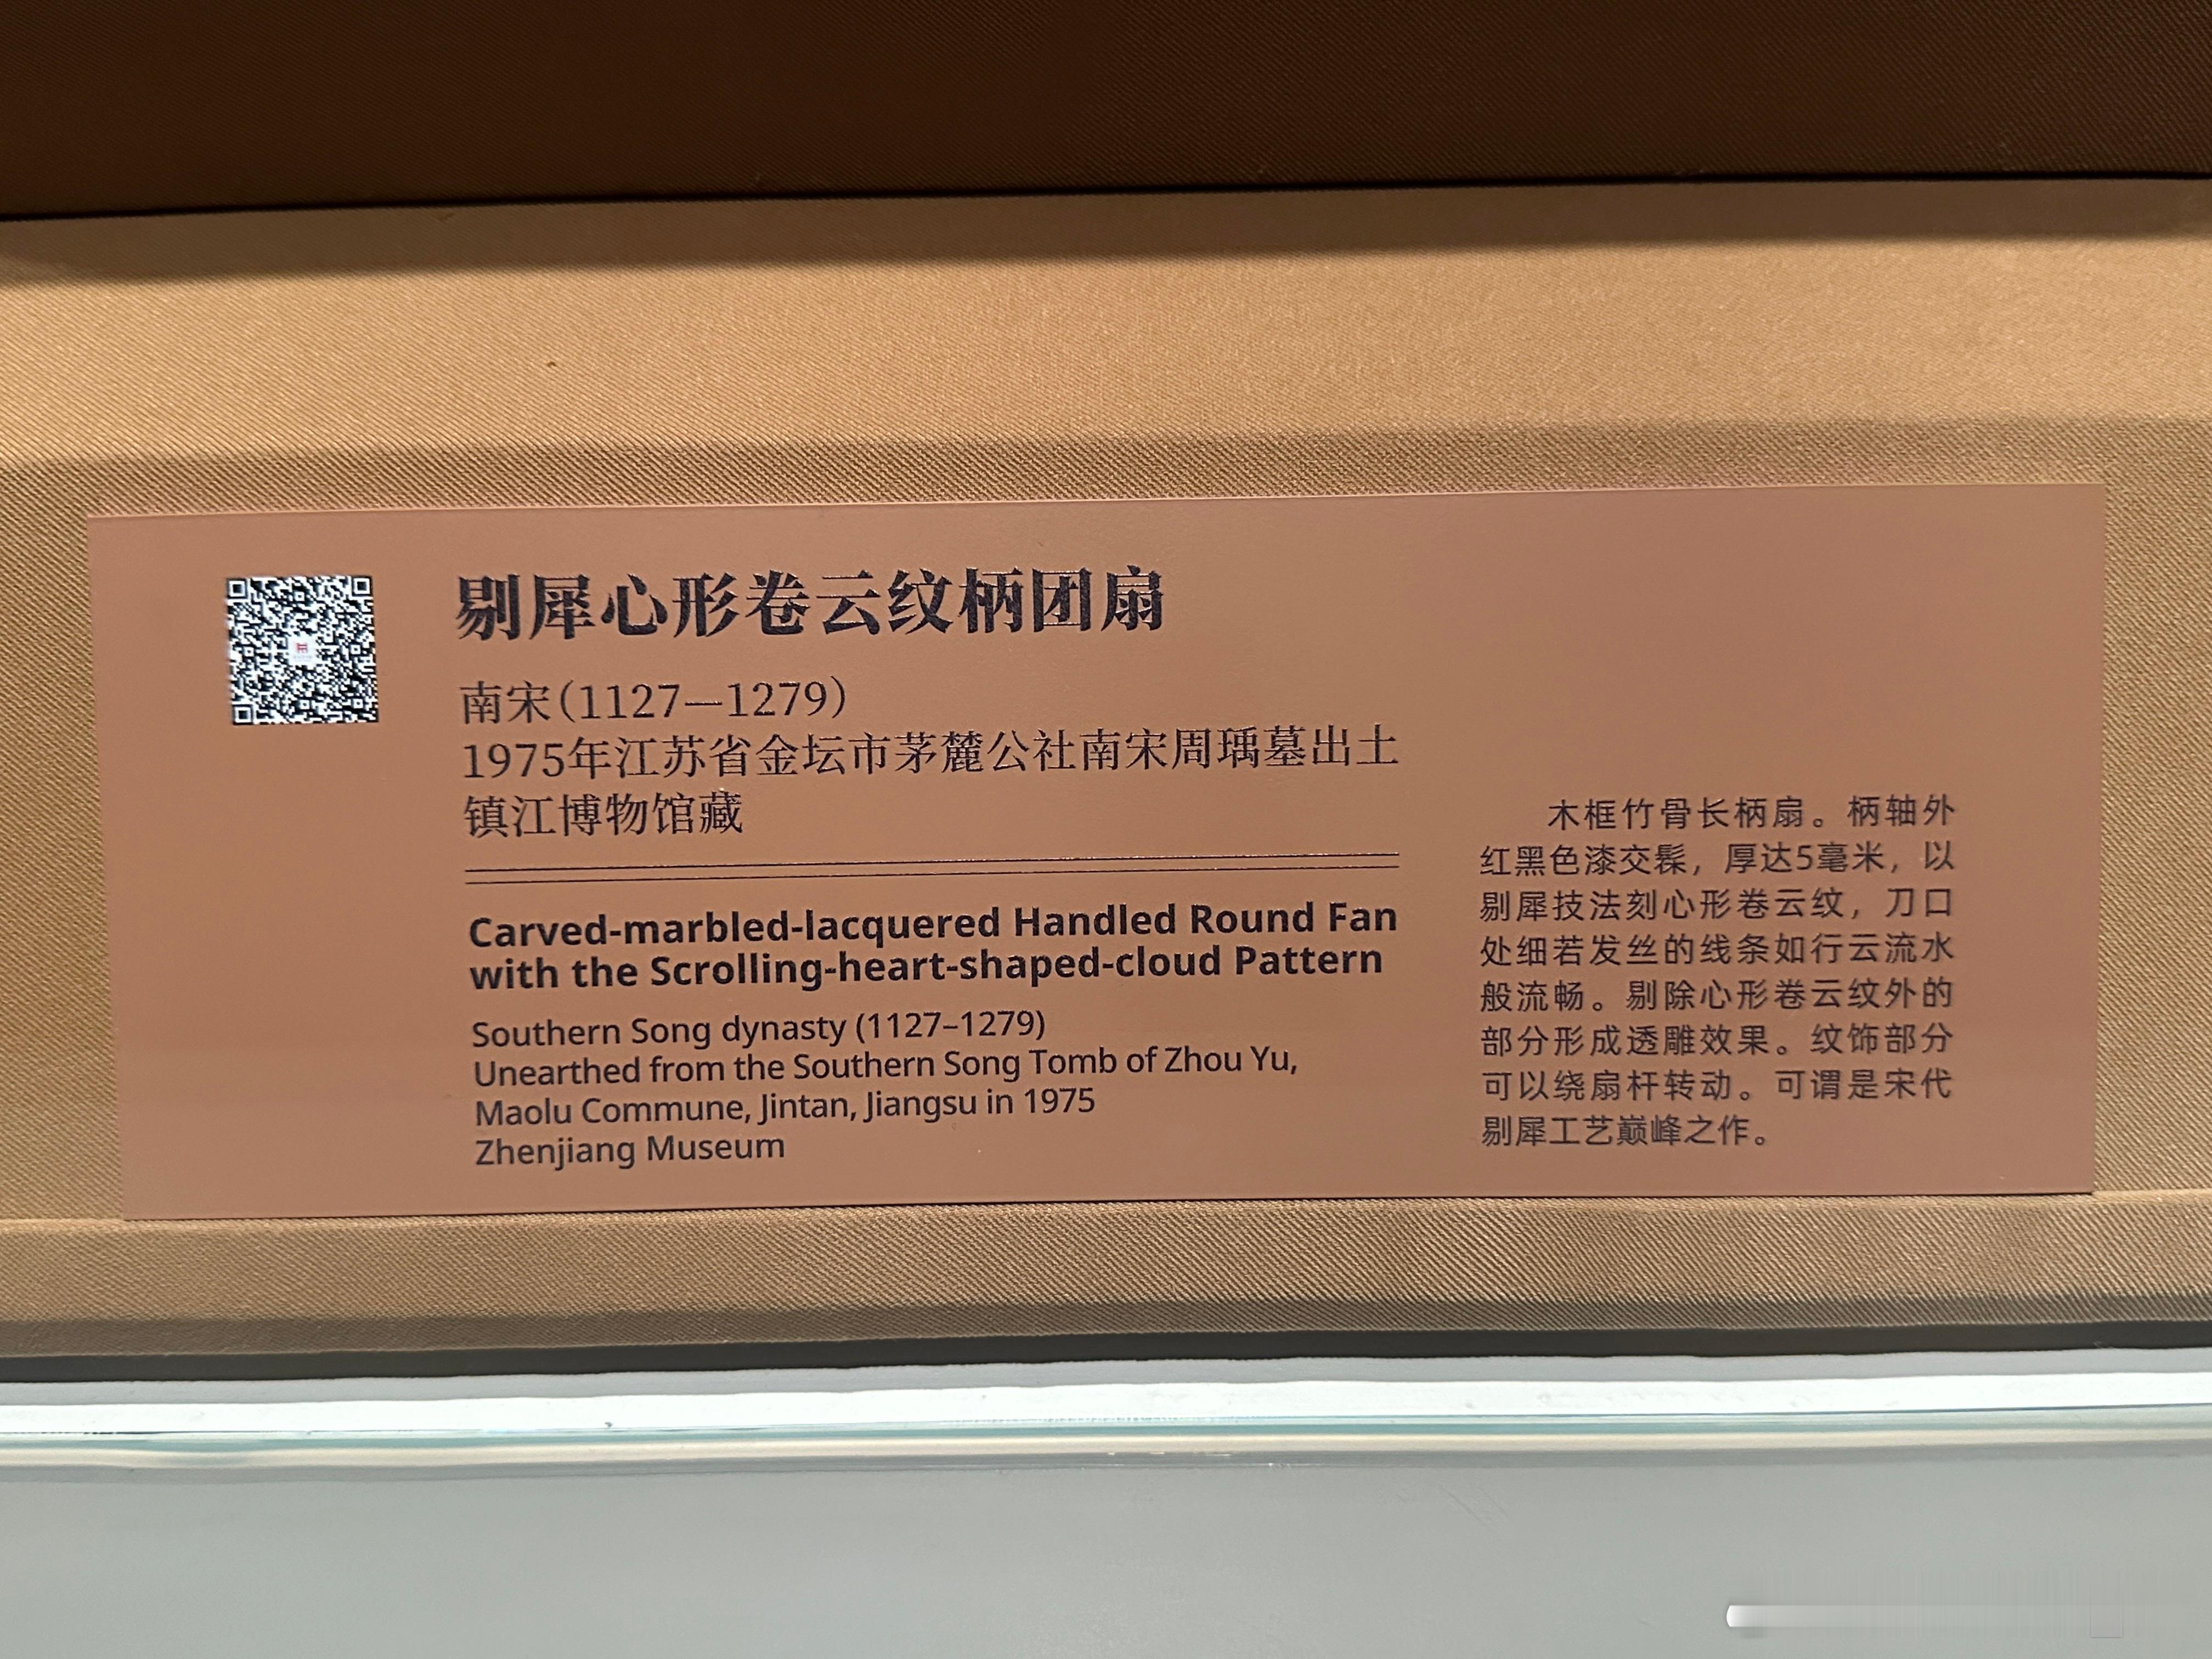 剔犀心形卷云纹柄团扇
南宋(1127—1279)
1975年江苏省金坛市茅麓公社南宋周瑀墓出土
镇江博物馆藏
Carved-marbled-lacquered Handled Round Fan
with the Scrolling-heart-shaped-cloud Pattern
Southern Song dynasty (1127–1279)
Unearthed from the Southern Song Tomb of Zhou Yu,
Maolu Commune, Jintan, Jiangsu in 1975
Zhenjiang Museum
木框竹骨长柄扇。柄轴外
红黑色漆交髹，厚达5毫米，以
剔犀技法刻心形卷云纹，刀口
处细若发丝的线条如行云流水
般流畅。剔除心形卷云纹外的
部分形成透雕效果。纹饰部分
可以绕扇杆转动。可谓是宋代
剔犀工艺巅峰之作。